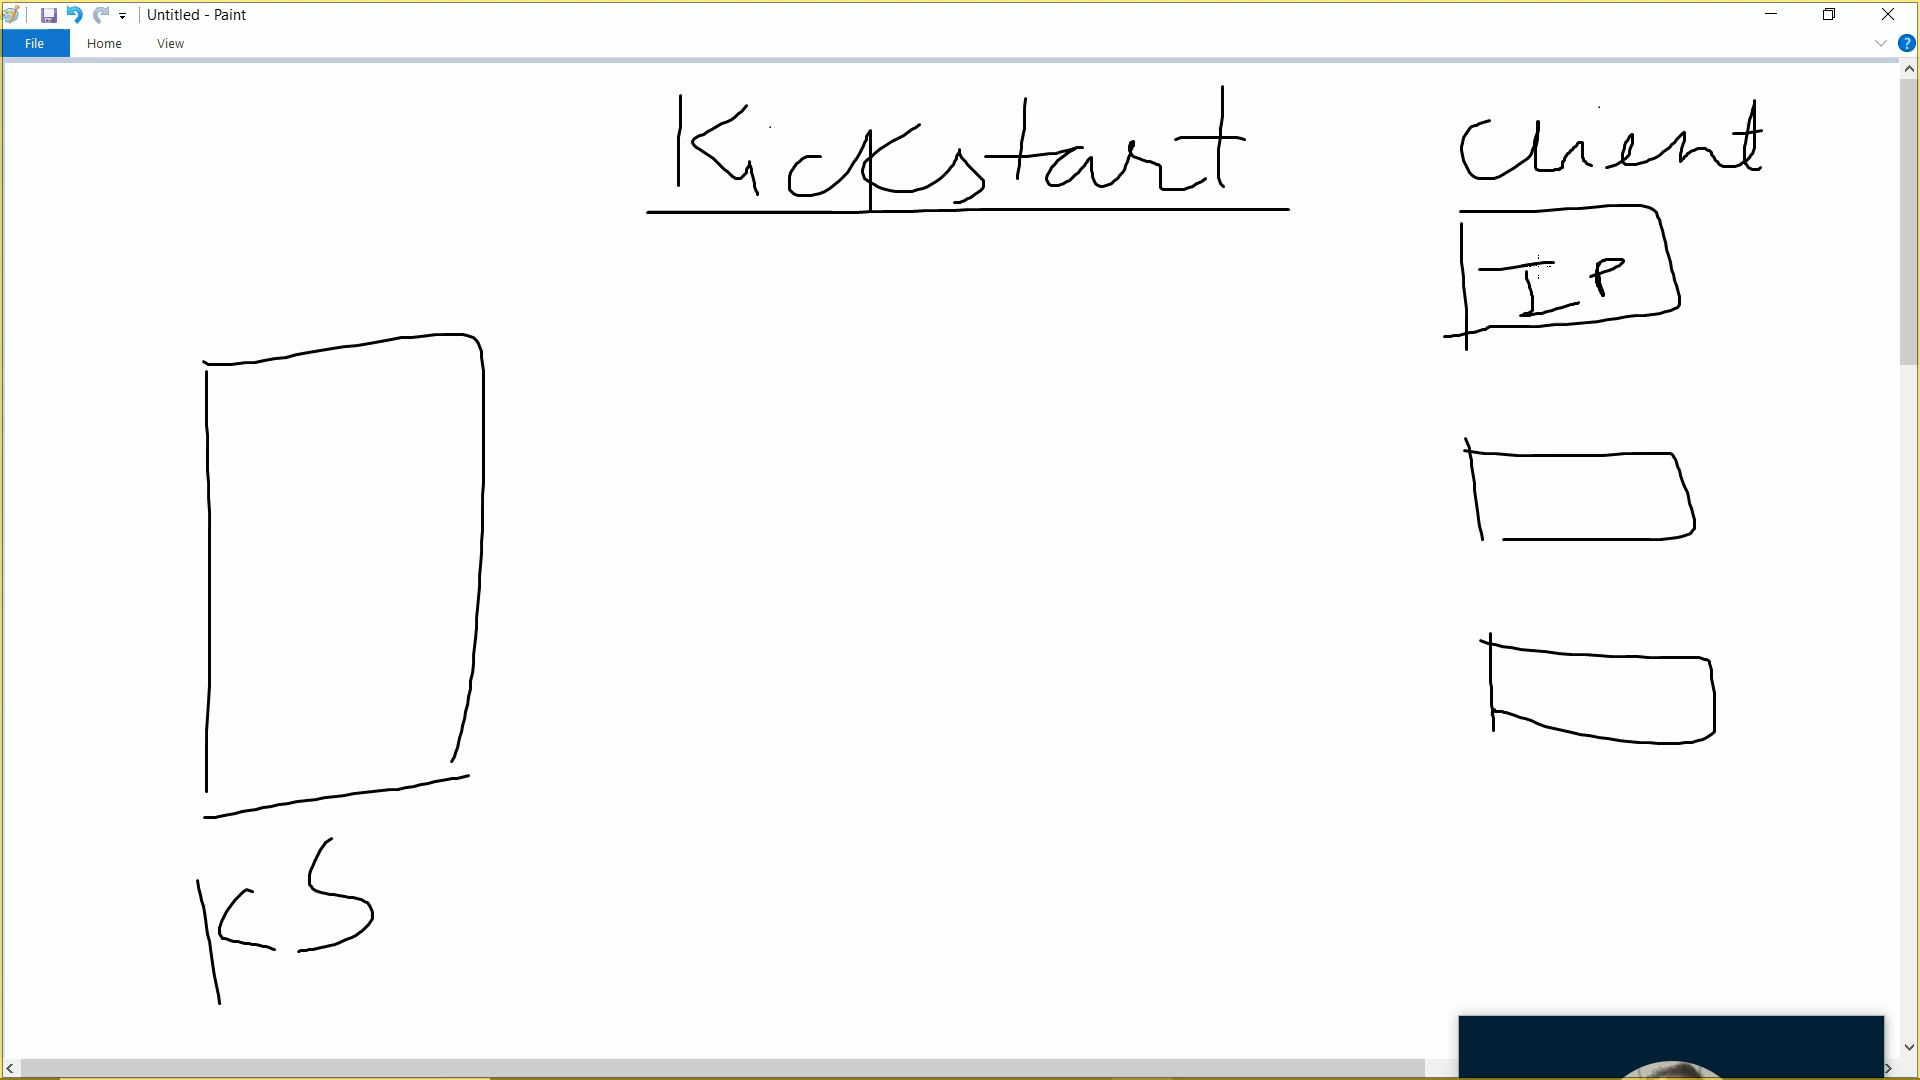 Untitled - Paint
File Home View
Kickstart
Client
IP
KS